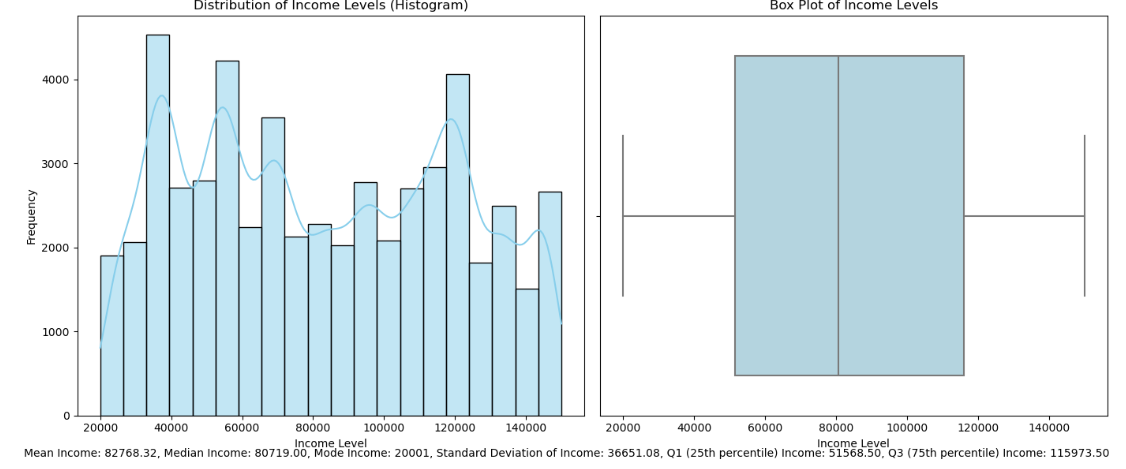 Distribution of Income Levels (Histogram)
Frequency
4000
3000
2000
1000
0
20000 40000 60000 80000 100000 120000 140000
Income Level
Box Plot of Income Levels
20000 40000 60000 80000 100000 120000 140000
Income Level
Mean Income: 82768.32, Median Income: 80719.00, Mode Income: 20001, Standard Deviation of Income: 36651.08, Q1 (25th percentile) Income: 51568.50, Q3 (75th percentile) Income: 115973.50